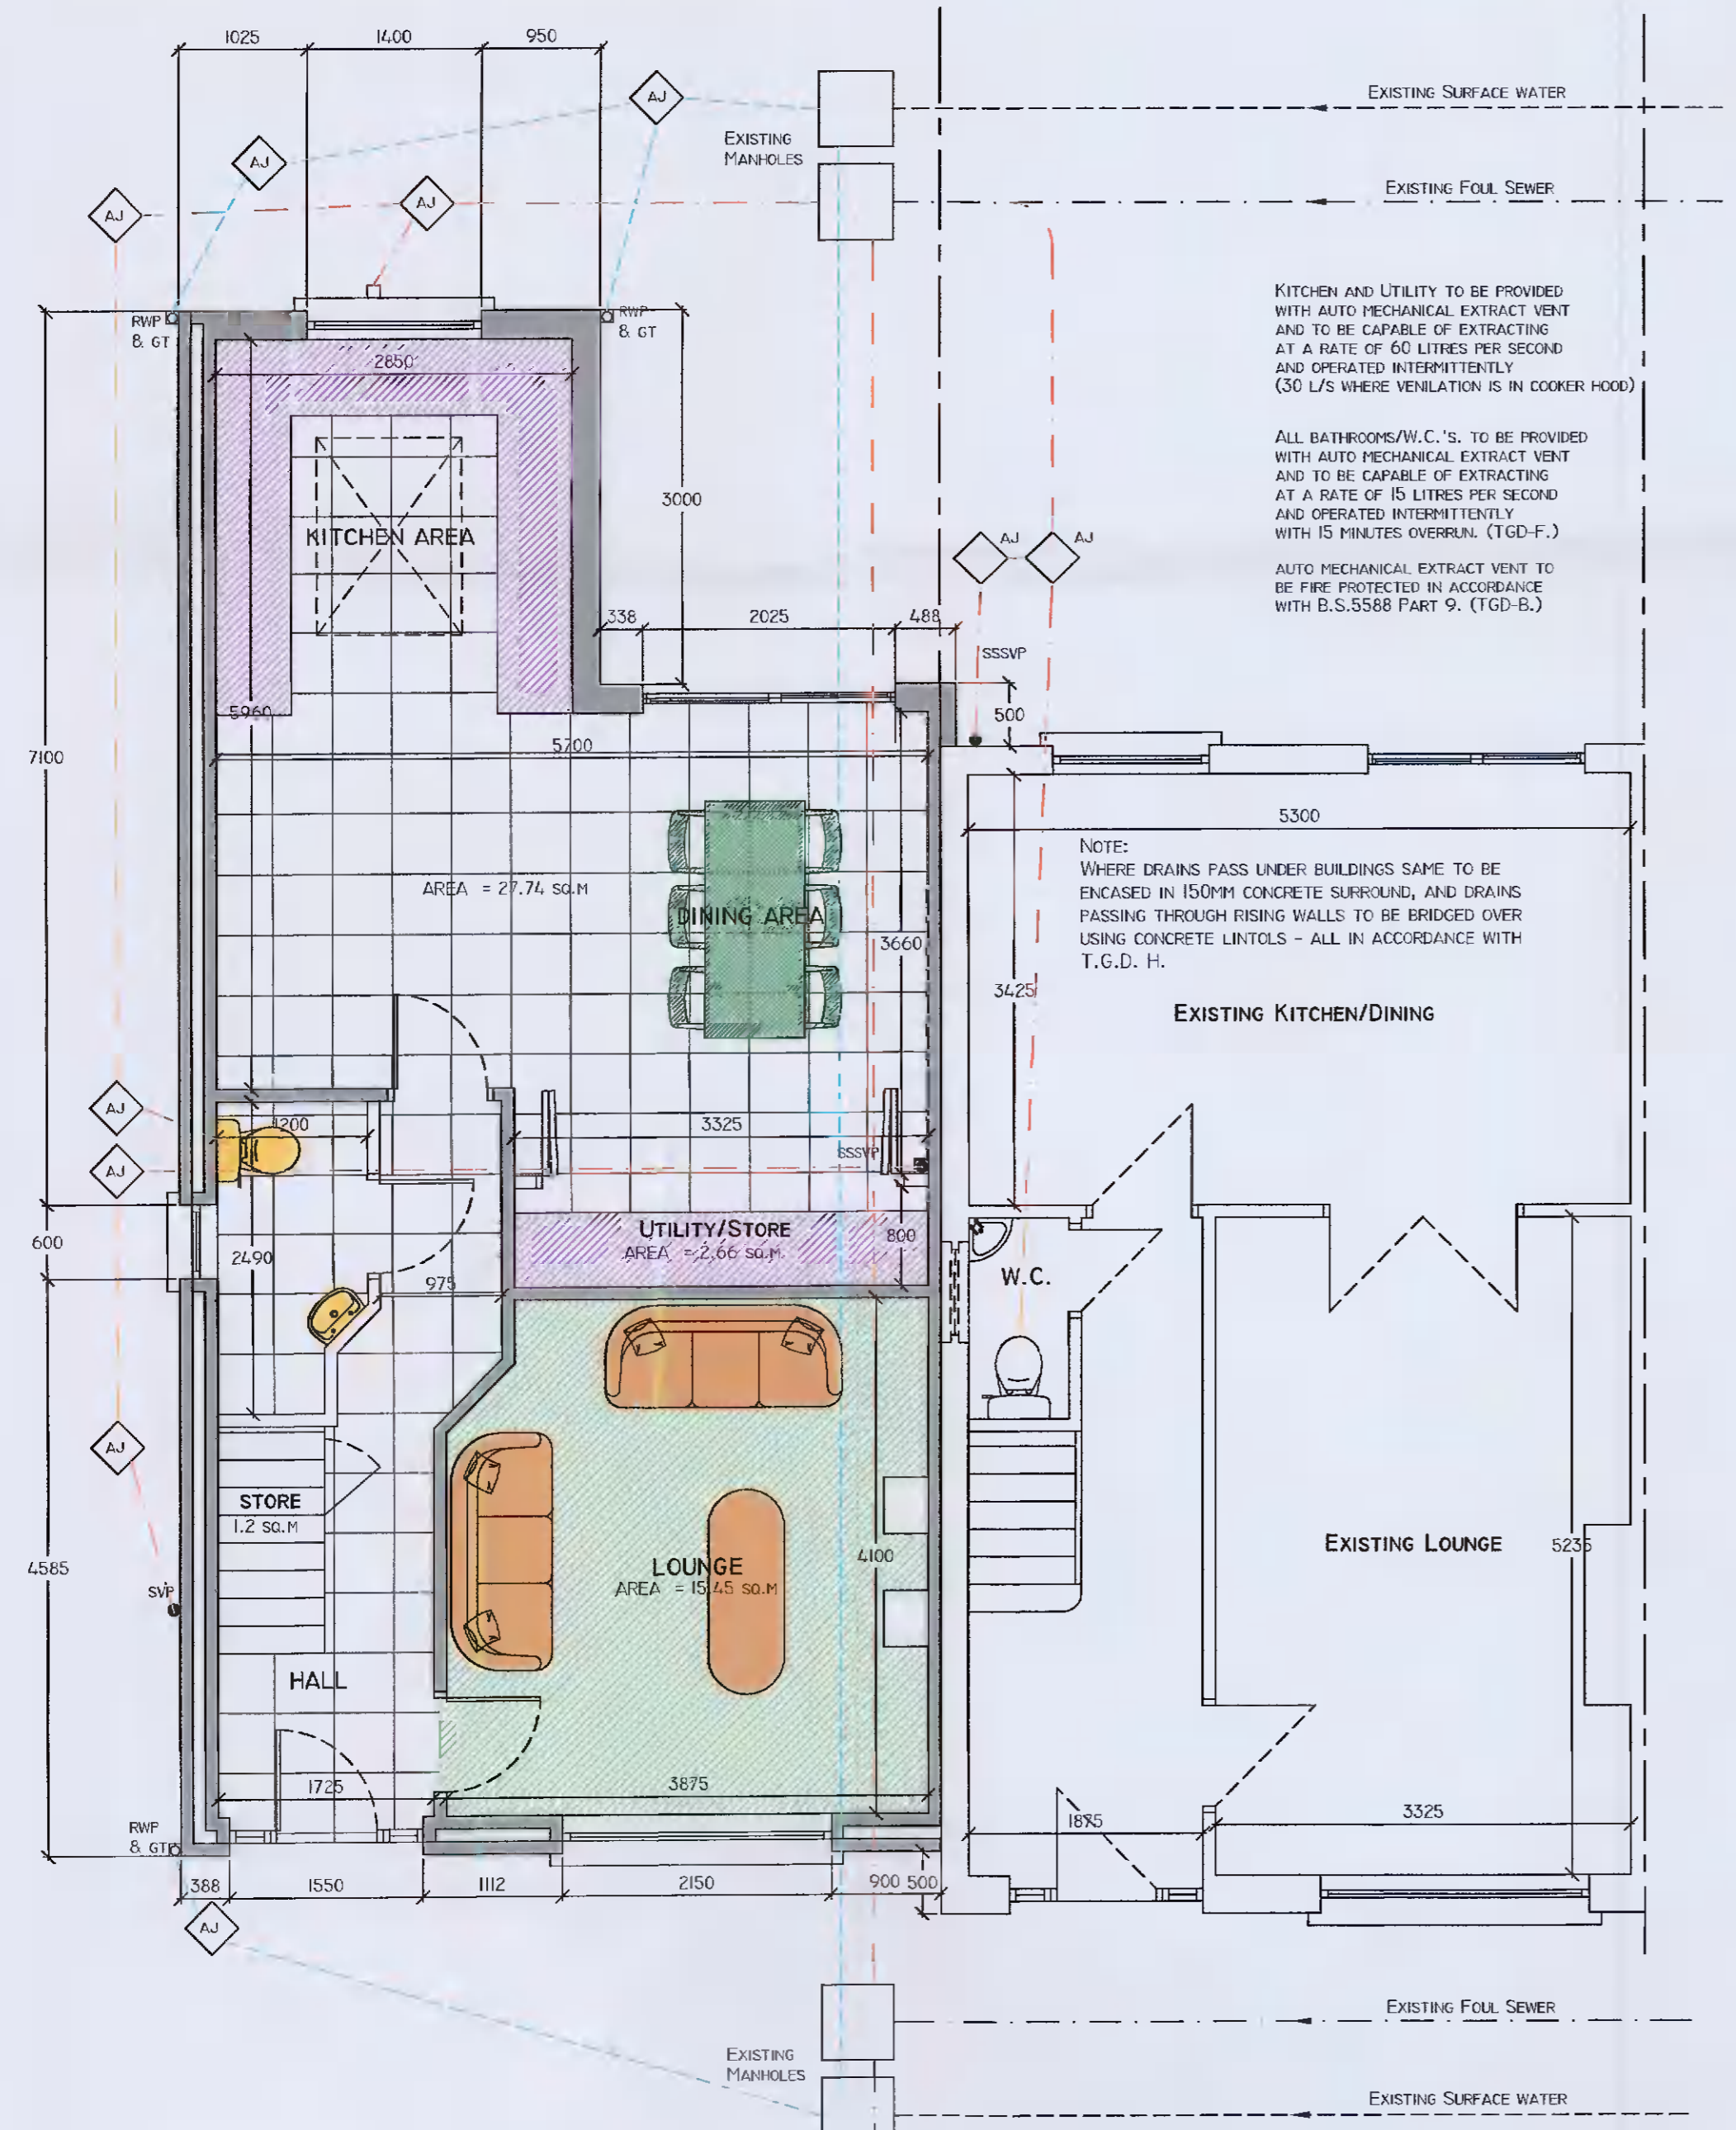 1025
1400
950
AJ
EXISTING SURFACE WATER
EXISTING
MANHOLES
AJ
EXISTING FOUL SEWER
AJ
AJ
KITCHEN AND UTILITY TO BE PROVIDED
WITH AUTO MECHANICAL EXTRACT VENT
AND TO BE CAPABLE OF EXTRACTING
AT A RATE OF 60 LITRES PER SECOND
AND OPERATED INTERMITTENTLY
(30 L/S WHERE VENILATION IS IN COOKER HOOD)
RWP
& GT
RWP
& GT
2850
ALL BATHROOMS/W.C.'S. TO BE PROVIDED
WITH AUTO MECHANICAL EXTRACT VENT
AND TO BE CAPABLE OF EXTRACTING
AT A RATE OF 15 LITRES PER SECOND
AND OPERATED INTERMITTENTLY
WITH 15 MINUTES OVERRUN. (TGD-F.)
3000
KITCHEN AREA
AJ
AJ
AUTO MECHANICAL EXTRACT VENT TO
BE FIRE PROTECTED IN ACCORDANCE
WITH B.S.5588 PART 9. (TGD-B.)
338
2025
488
SSSVP
5960
500
5700
7100
5300
NOTE:
WHERE DRAINS PASS UNDER BUILDINGS SAME TO BE
ENCASED IN 150MM CONCRETE SURROUND, AND DRAINS
PASSING THROUGH RISING WALLS TO BE BRIDGED OVER
USING CONCRETE LINTOLS - ALL IN ACCORDANCE WITH
T.G.D. H.
AREA = 27.74 SQ.M
DINING AREA
3660
3425
EXISTING KITCHEN/DINING
AJ
1200
3325
SSSVP
AJ
UTILITY/STORE
AREA = 2.66 SQ.M.
800
600
2490
975
W.C.
AJ
STORE
1.2 SQ.M
4585
SVP
LOUNGE
AREA = 15.45 SQ.M
4100
EXISTING LOUNGE
5235
HALL
1725
3875
1875
3325
RWP
& GT
388
1550
1112
2150
900
500
AJ
EXISTING FOUL SEWER
EXISTING
MANHOLES
EXISTING SURFACE WATER